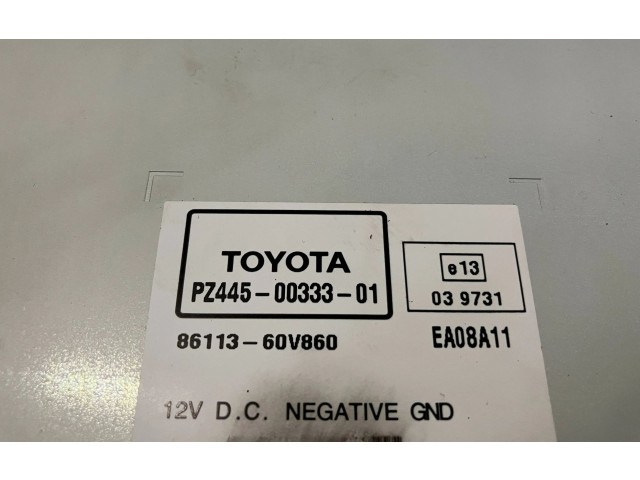 TOYOTA
PZ445-00333-01
e13
03 9731
86113-60V860
EA08A11
12V D.C. NEGATIVE GND